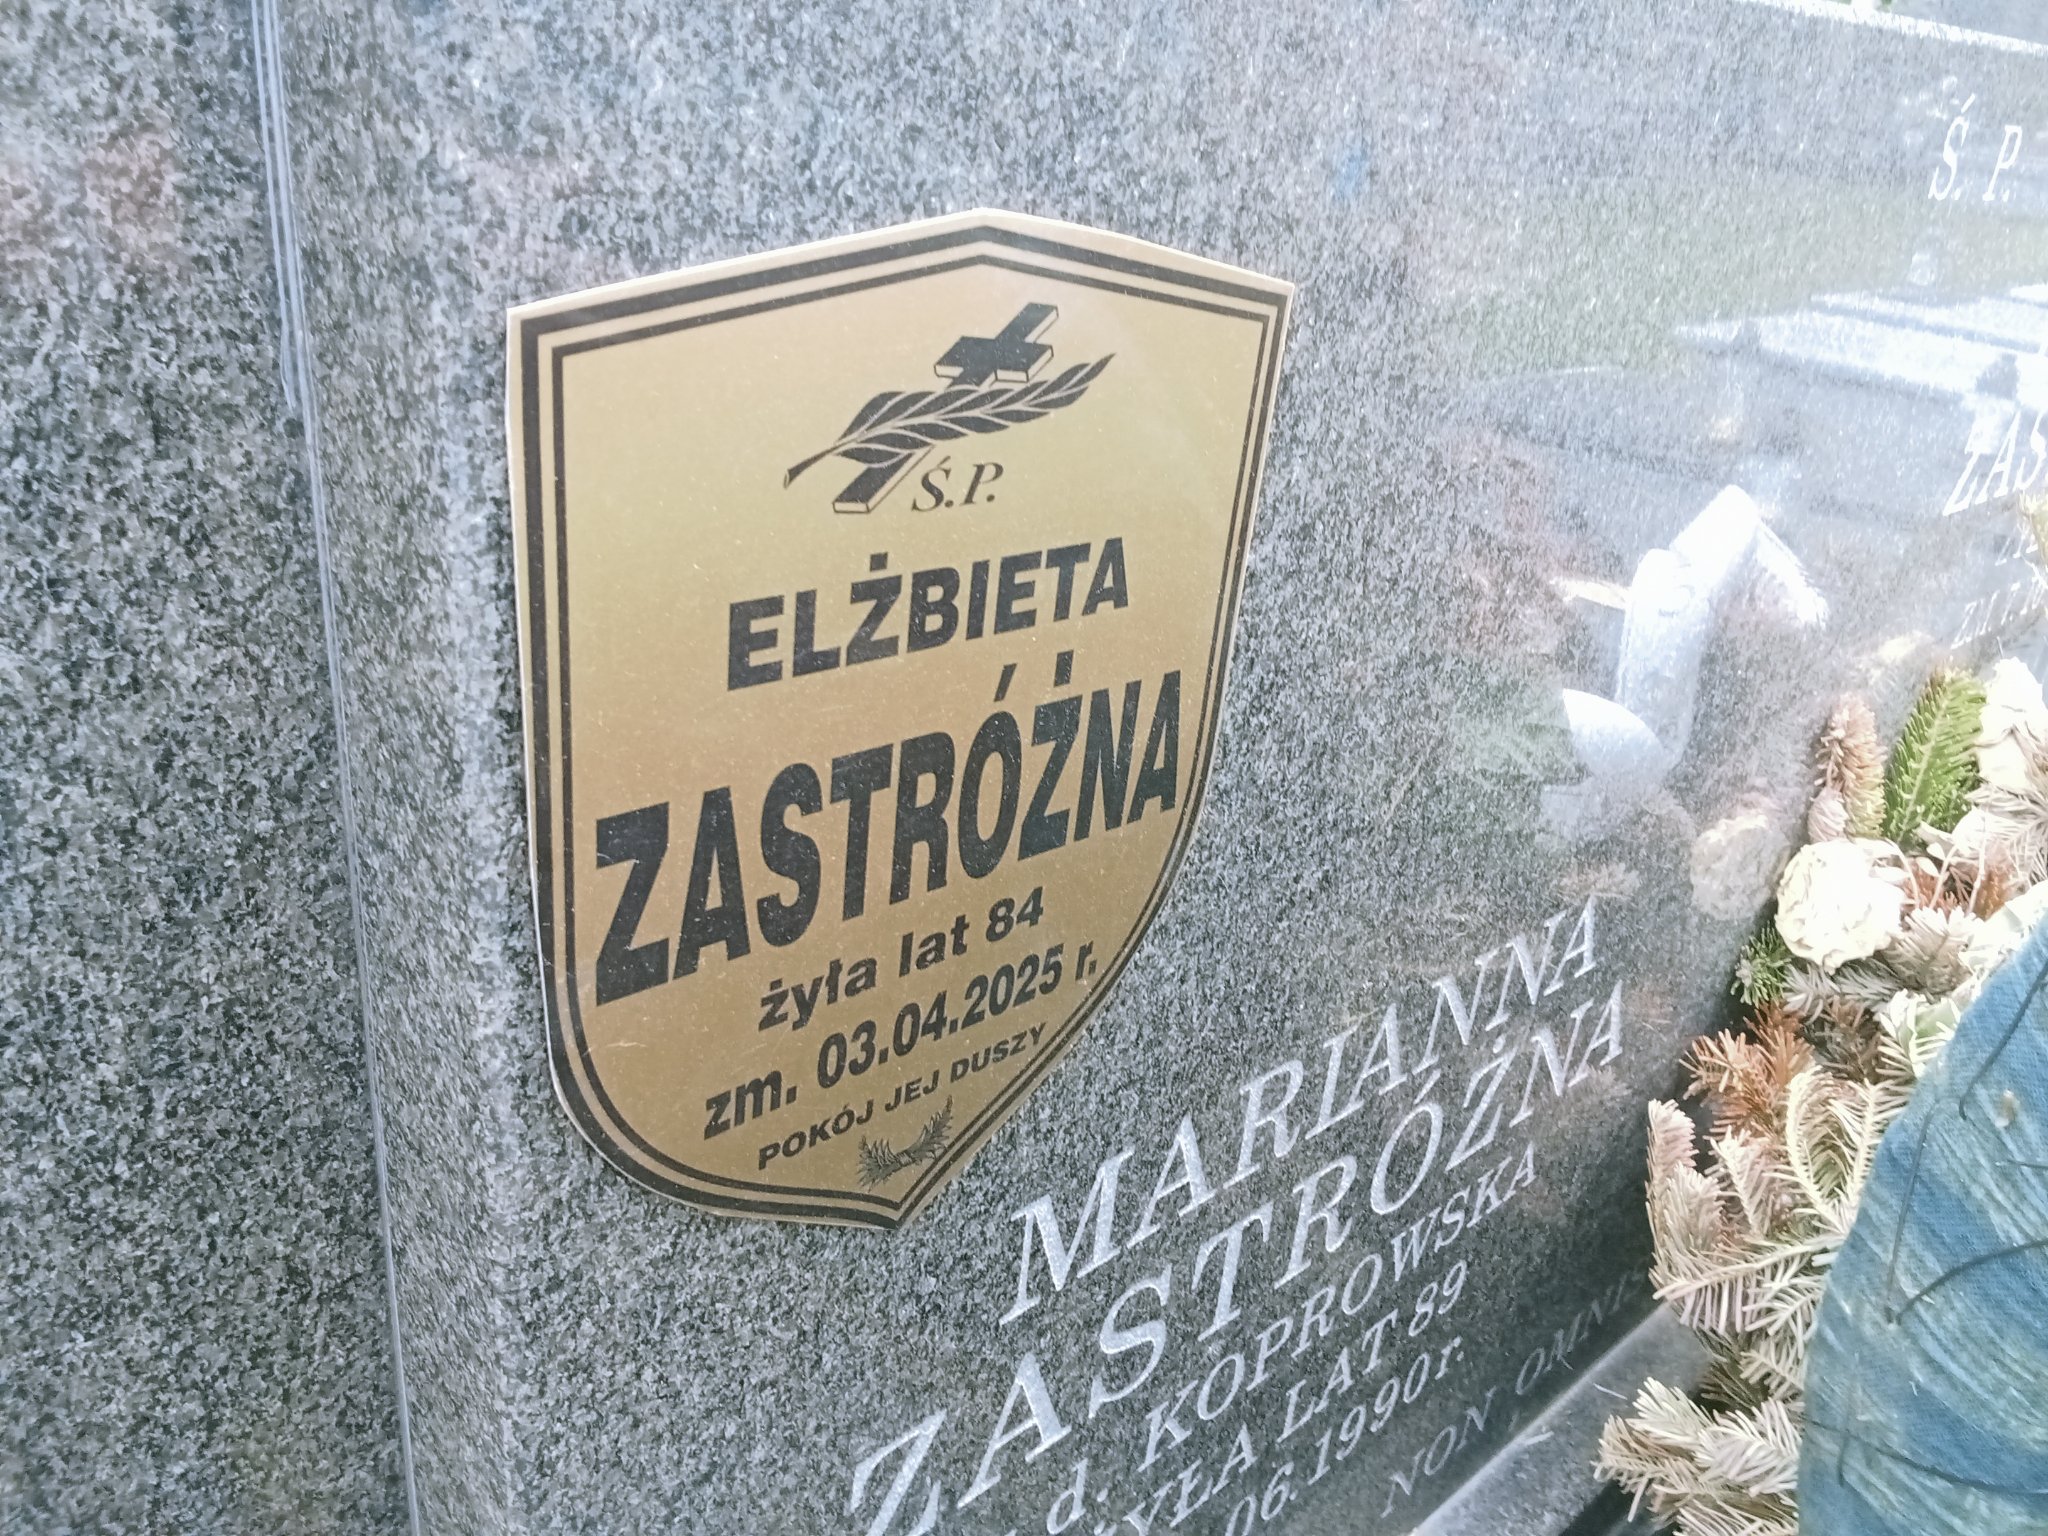 Ś.P.
ELŻBIETA
ZASTRÓŻNA
żyła lat 84
zm. 03.04.2025 r.
POKÓJ JEJ DUSZY
MARIANNA
ZASTRÓŻNA
d. KOPROWSKA
LAT 89
06.1990r.
NON OMNIS
Ś. P.